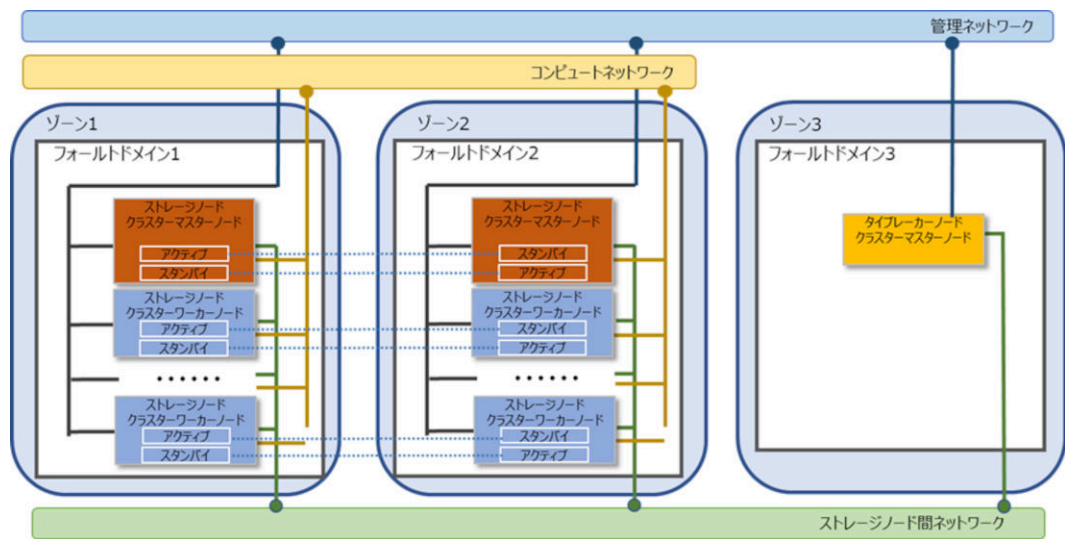 管理ネットワーク
コンピュートネットワーク
ゾーン1
フォールトドメイン1
ストレージノード
クラスターマスターノード
アクティブ
スタンバイ
ストレージノード
クラスターワーカーノード
アクティブ
スタンバイ
・・・・・・
ストレージノード
クラスターワーカーノード
アクティブ
スタンバイ
ゾーン2
フォールトドメイン2
ストレージノード
クラスターマスターノード
スタンバイ
アクティブ
ストレージノード
クラスターワーカーノード
スタンバイ
アクティブ
・・・・・・
ストレージノード
クラスターワーカーノード
スタンバイ
アクティブ
ゾーン3
フォールトドメイン3
タイブレーカーノード
クラスターマスターノード
ストレージノード間ネットワーク